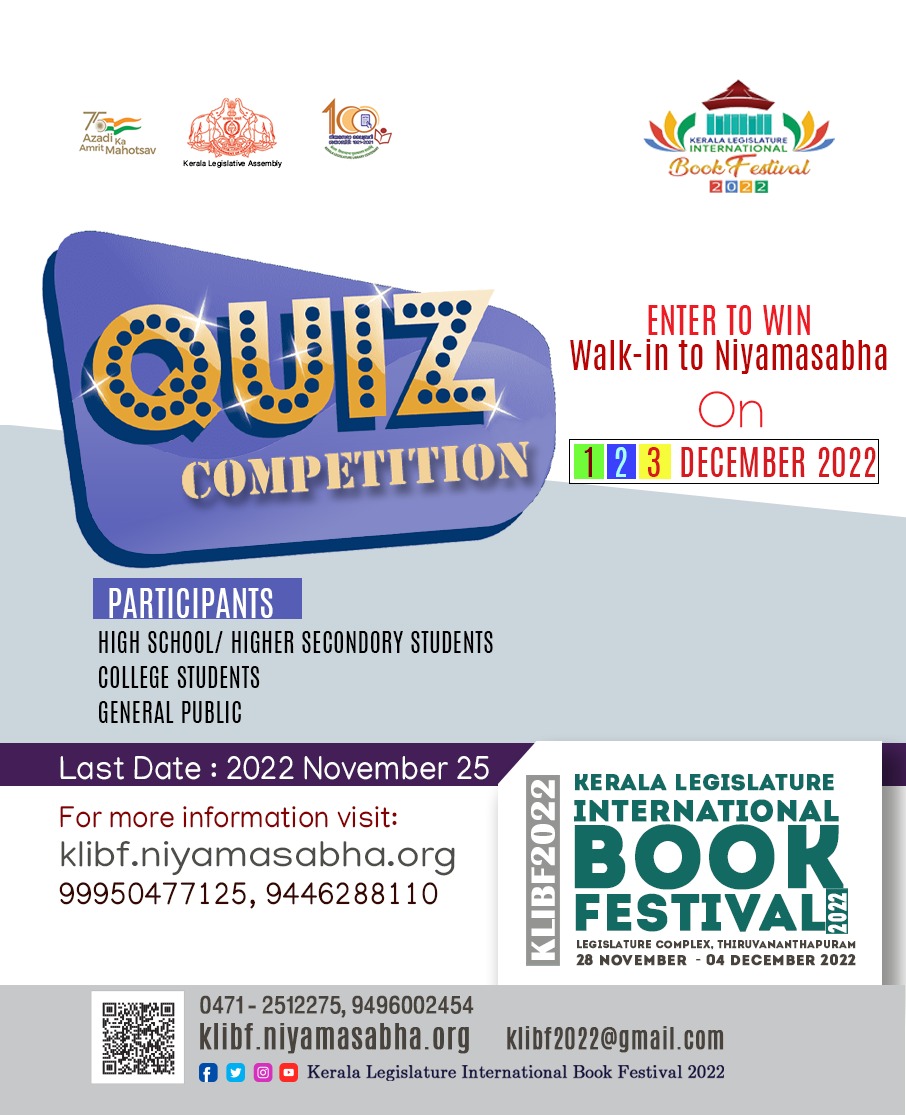 75
Azadi Ka
Amrit Mahotsav
Kerala Legislative Assembly
100
KERALA LEGISLATURE
INTERNATIONAL
Book Festival
2022
QUIZ
COMPETITION
ENTER TO WIN
Walk-in to Niyamasabha
On
1 2 3 DECEMBER 2022
PARTICIPANTS
HIGH SCHOOL/ HIGHER SECONDORY STUDENTS
COLLEGE STUDENTS
GENERAL PUBLIC
Last Date : 2022 November 25
For more information visit:
klibf.niyamasabha.org
99950477125, 9446288110
KLIBF2022
KERALA LEGISLATURE
INTERNATIONAL
BOOK
FESTIVAL
2022
LEGISLATURE COMPLEX, THIRUVANANTHAPURAM
28 NOVEMBER - 04 DECEMBER 2022
0471 - 2512275, 9496002454
klibf.niyamasabha.org klibf2022@gmail.com
Kerala Legislature International Book Festival 2022